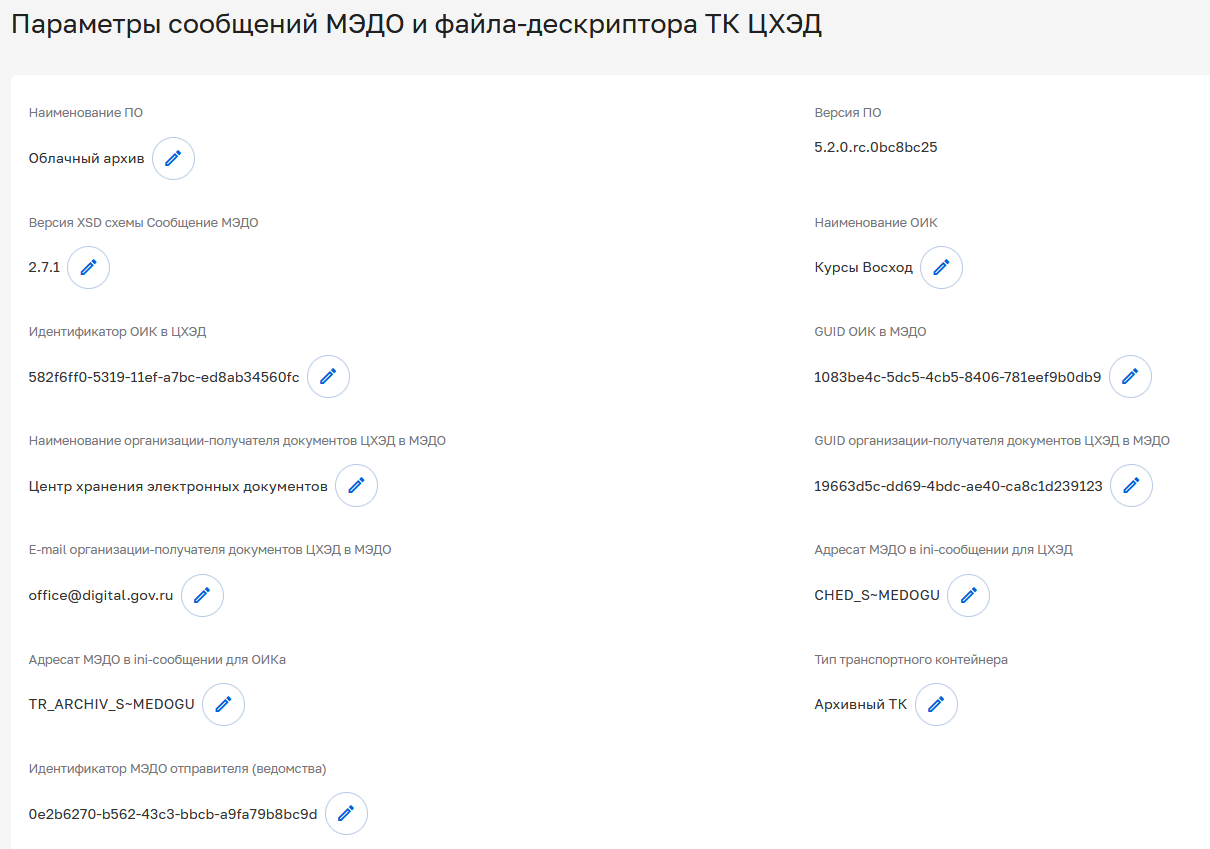 Параметры сообщений МЭДО и файла-дескриптора ТК ЦХЭД
Наименование ПО
Версия ПО
Облачный архив
5.2.0.rc.0bc8bc25
Версия XSD схемы Сообщение МЭДО
Наименование ОИК
2.7.1
Курсы Восход
Идентификатор ОИК в ЦХЭД
GUID ОИК в МЭДО
582f6ff0-5319-11ef-a7bc-ed8ab34560fc
1083be4c-5dc5-4cb5-8406-781eef9b0db9
Наименование организации-получателя документов ЦХЭД в МЭДО
GUID организации-получателя документов ЦХЭД в МЭДО
Центр хранения электронных документов
19663d5c-dd69-4bdc-ae40-ca8c1d239123
E-mail организации-получателя документов ЦХЭД в МЭДО
Адресат МЭДО в ini-сообщении для ЦХЭД
office@digital.gov.ru
CHED_S~MEDOGU
Адресат МЭДО в ini-сообщении для ОИКа
Тип транспортного контейнера
TR_ARCHIV_S~MEDOGU
Архивный ТК
Идентификатор МЭДО отправителя (ведомства)
0e2b6270-b562-43c3-bbcb-a9fa79b8bc9d